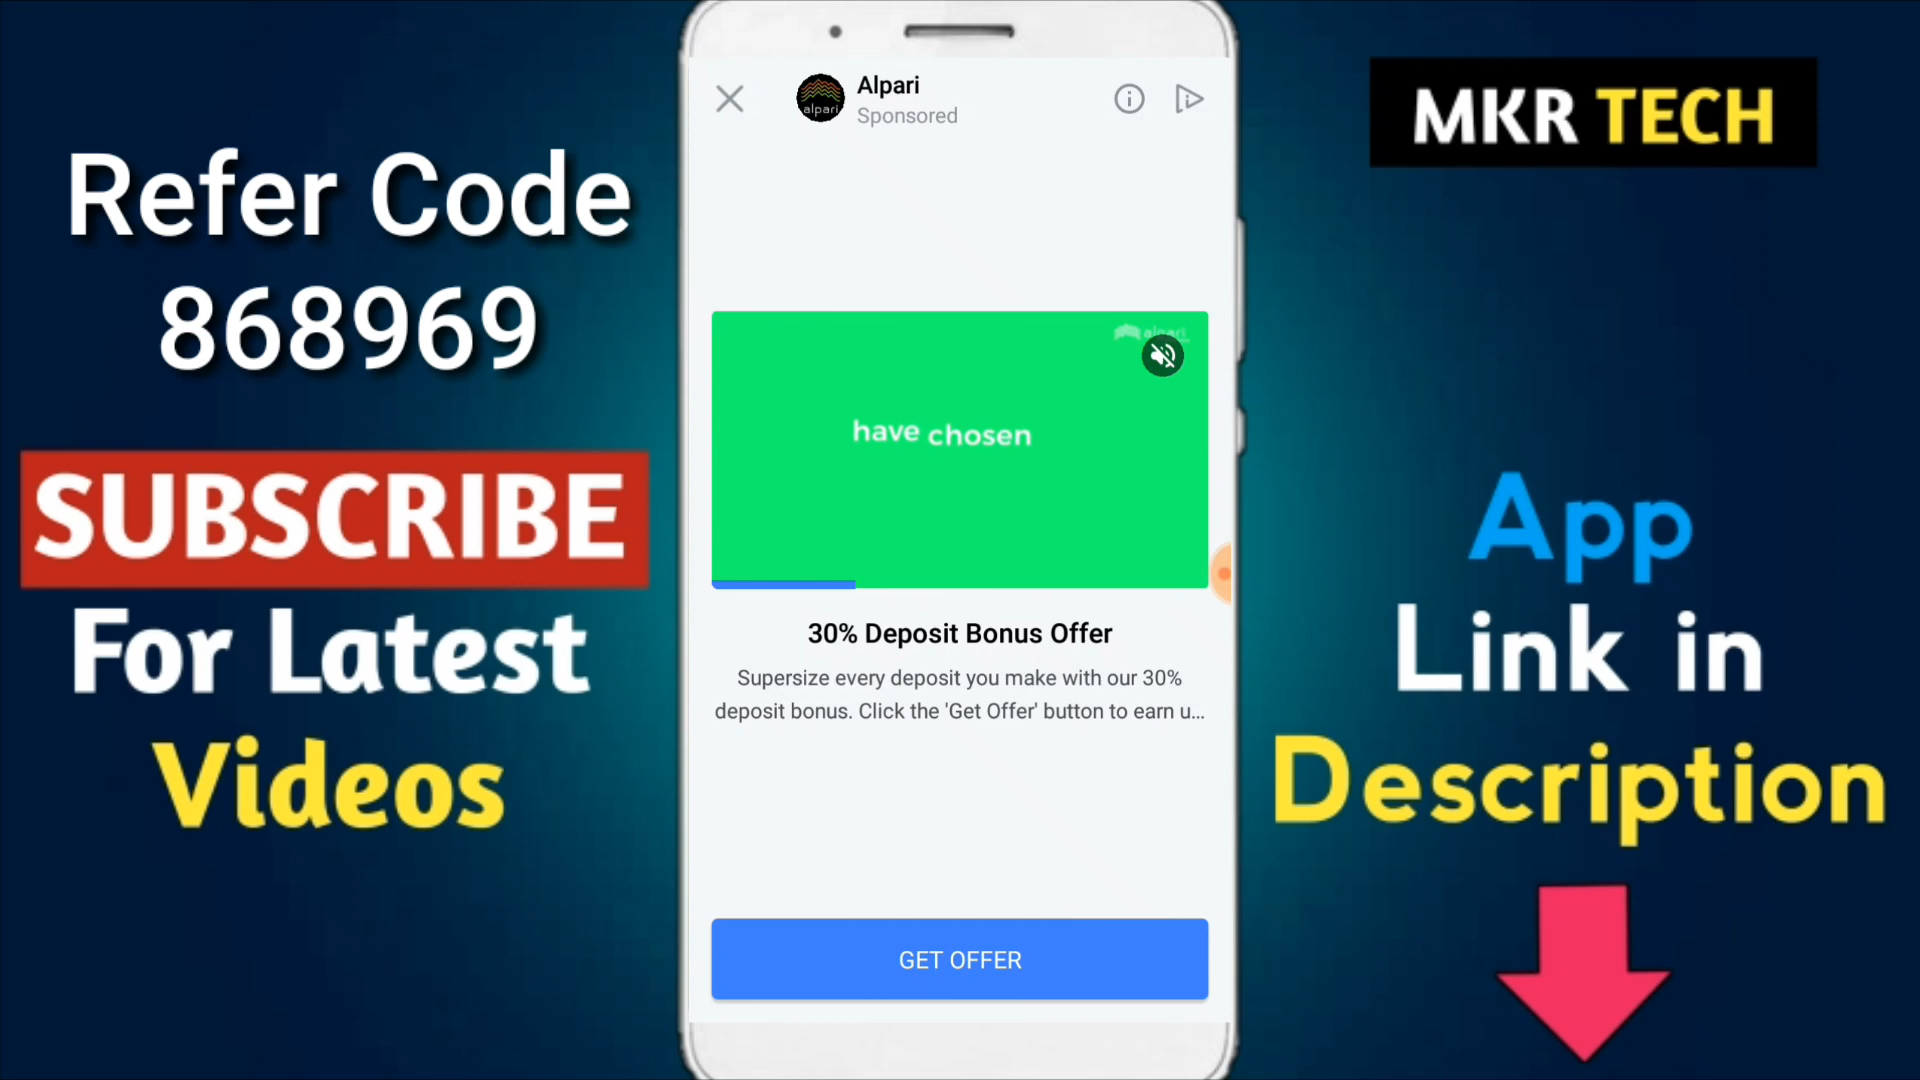 Refer Code
868969
SUBSCRIBE
For Latest
Videos
alpari
Alpari
Sponsored
alpari
have chosen
30% Deposit Bonus Offer
Supersize every deposit you make with our 30%
deposit bonus. Click the 'Get Offer' button to earn u...
GET OFFER
MKR TECH
App
Link in
Description